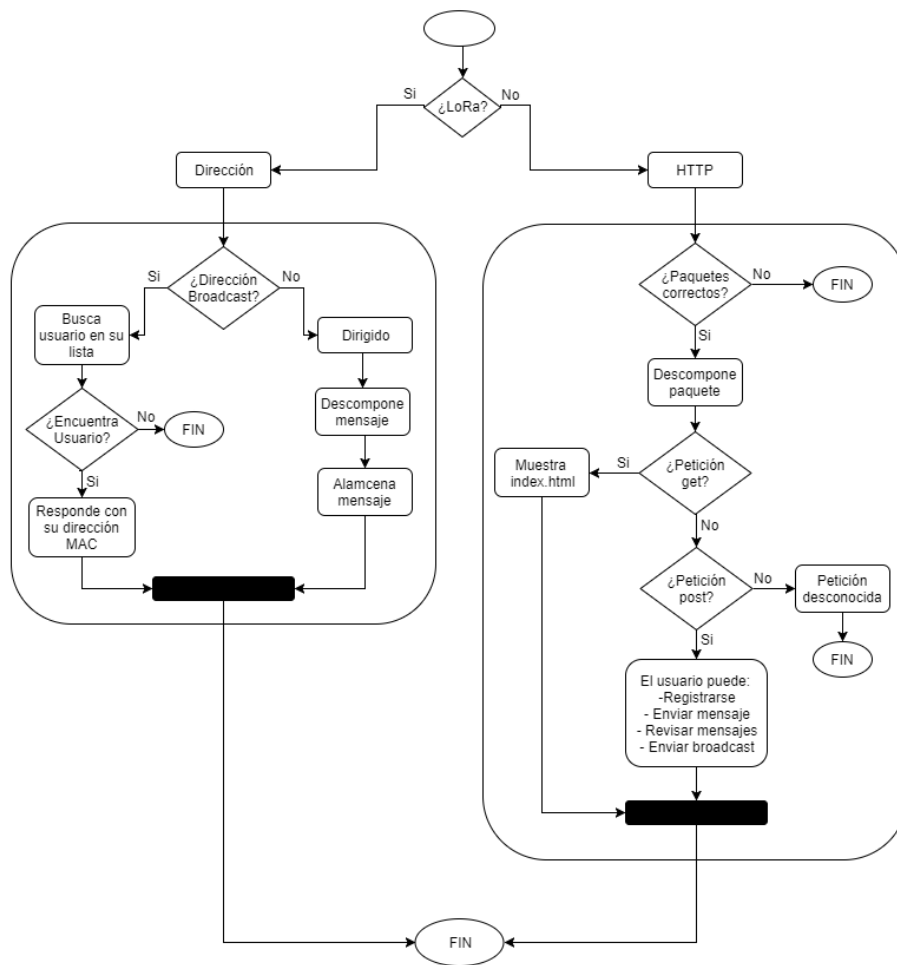 ¿LoRa?
Si
No
Dirección
HTTP
¿Dirección
Broadcast?
Si
No
Busca
usuario en su
lista
Dirigido
¿Encuentra
Usuario?
No
FIN
Descompone
mensaje
Si
Alamcena
mensaje
Responde con
su dirección
MAC
¿Paquetes
correctos?
No
FIN
Si
Descompone
paquete
¿Petición
get?
Si
Muestra
index.html
No
¿Petición
post?
No
Petición
desconocida
FIN
Si
El usuario puede:
-Registrarse
- Enviar mensaje
- Revisar mensajes
- Enviar broadcast
FIN